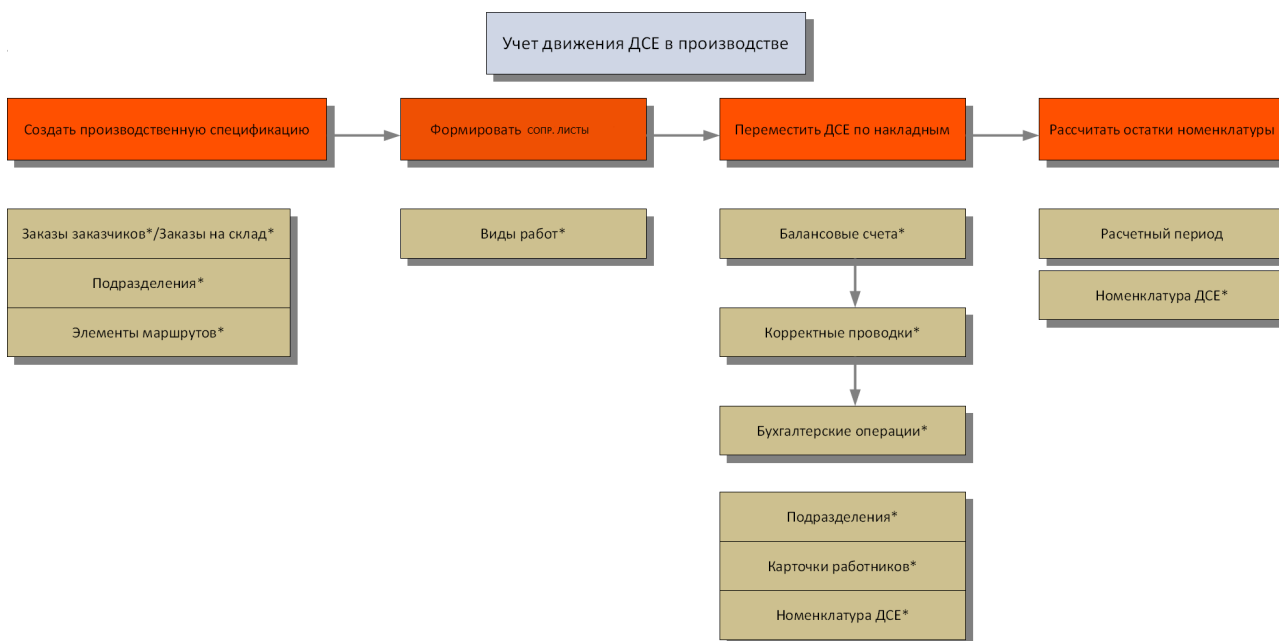 Учет движения ДСЕ в производстве
Создать производственную спецификацию
Формировать сопр. листы
Переместить ДСЕ по накладным
Рассчитать остатки номенклатуры
Заказы заказчиков*/Заказы на склад*
Подразделения*
Элементы маршрутов*
Виды работ*
Балансовые счета*
Корректные проводки*
Бухгалтерские операции*
Подразделения*
Карточки работников*
Номенклатура ДСЕ*
Расчетный период
Номенклатура ДСЕ*